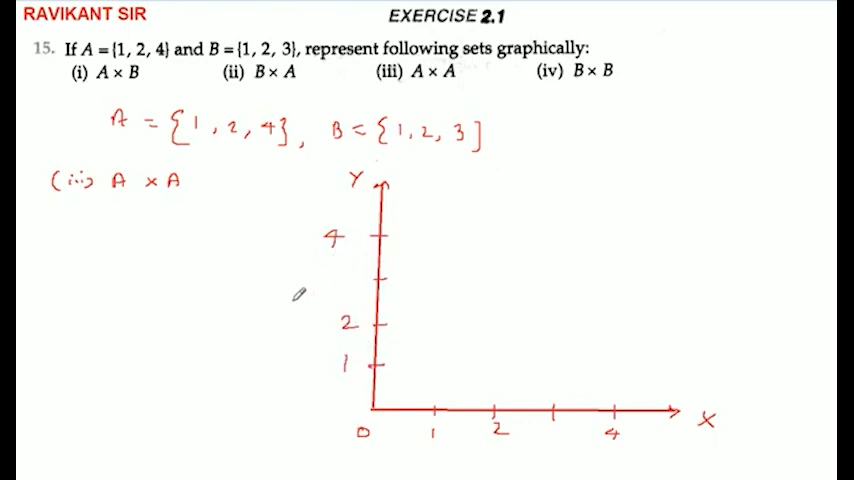 RAVIKANT SIR
EXERCISE 2.1
15. If A = {1, 2, 4} and B = {1, 2, 3}, represent following sets graphically:
(i) A × B (ii) B × A (iii) A × A (iv) B × B
A = {1, 2, 4}, B = {1, 2, 3]
(iii) A × A
Y
4
2
1
0 1 2 4 X